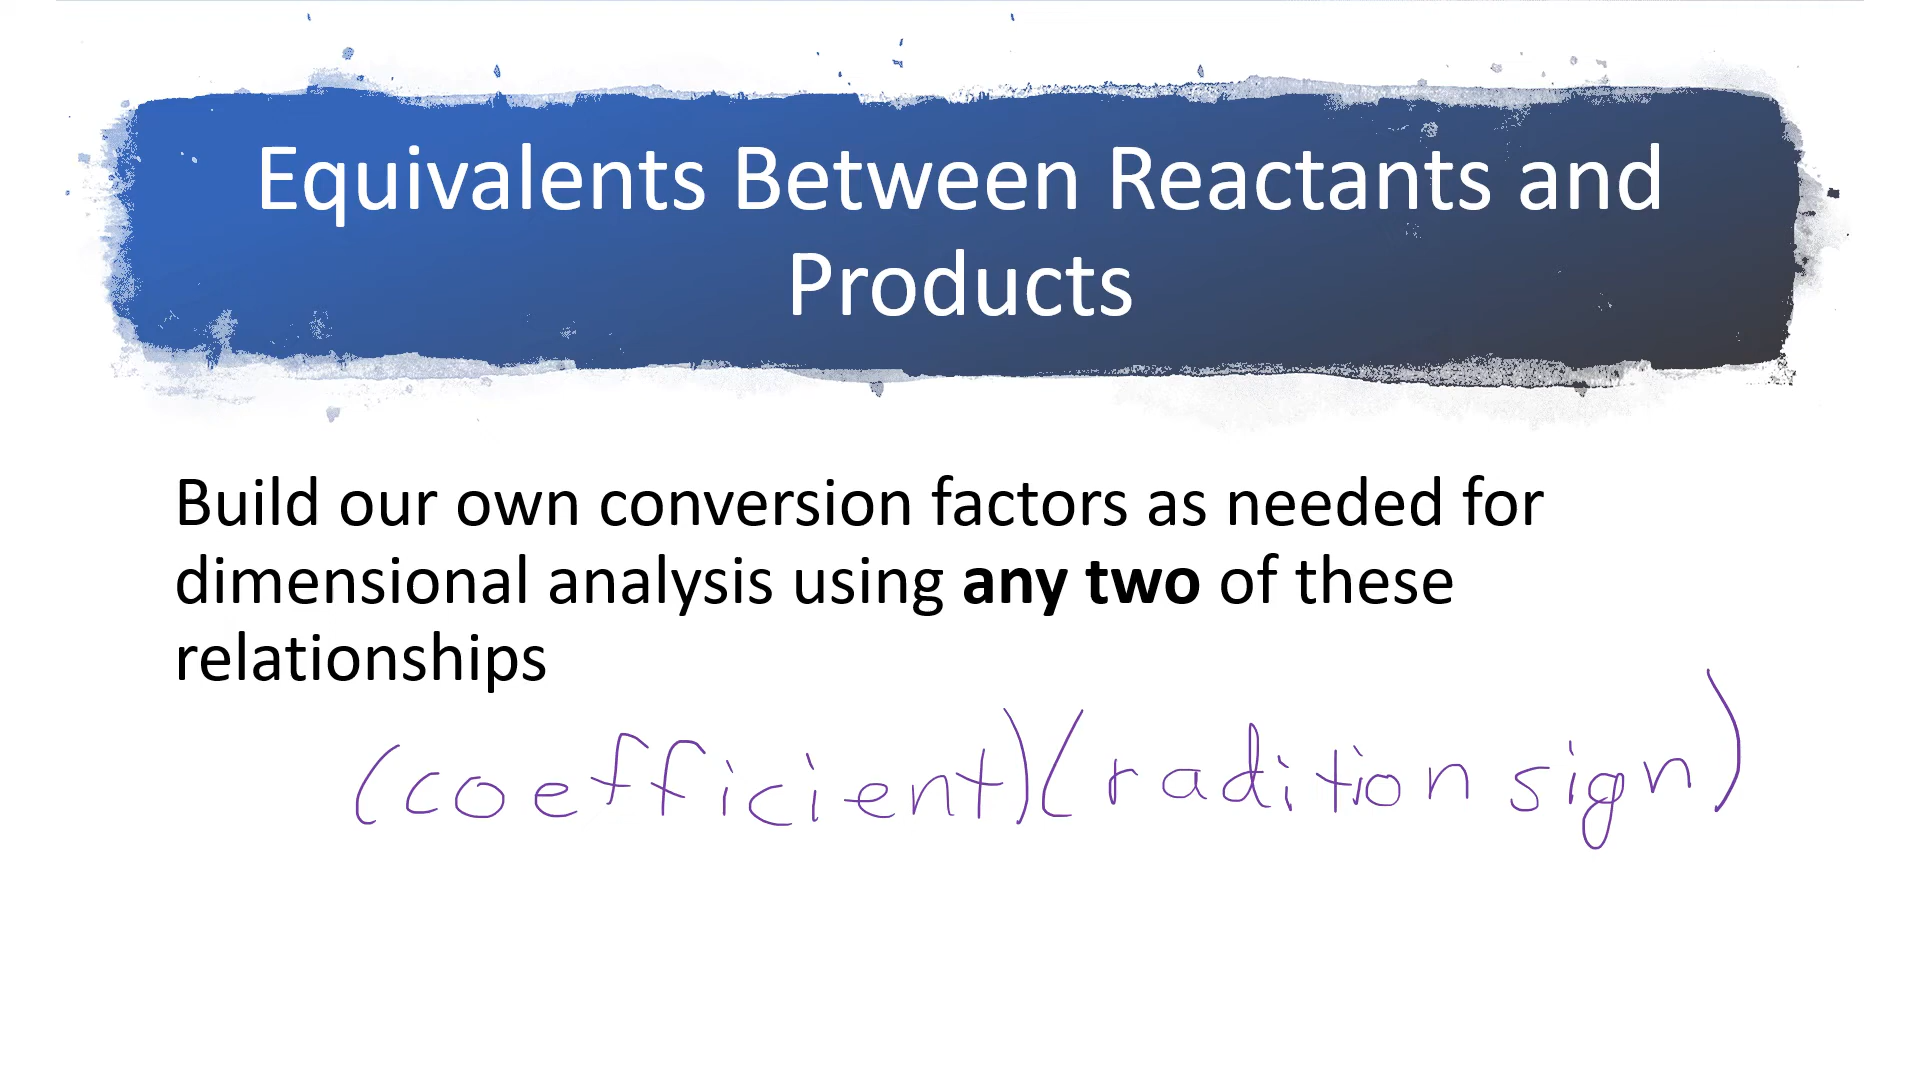 Equivalents Between Reactants and
Products
Build our own conversion factors as needed for
dimensional analysis using any two of these
relationships
(coefficient)(radition sign)